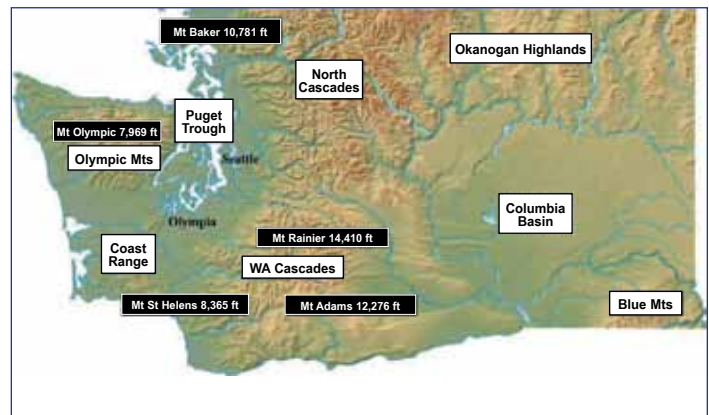 Mt Baker 10,781 ft
Okanogan Highlands
North
Cascades
Puget
Trough
Mt Olympic 7,969 ft
Olympic Mts
Seattle
Olympia
Columbia
Basin
Mt Rainier 14,410 ft
Coast
Range
WA Cascades
Mt St Helens 8,365 ft
Mt Adams 12,276 ft
Blue Mts